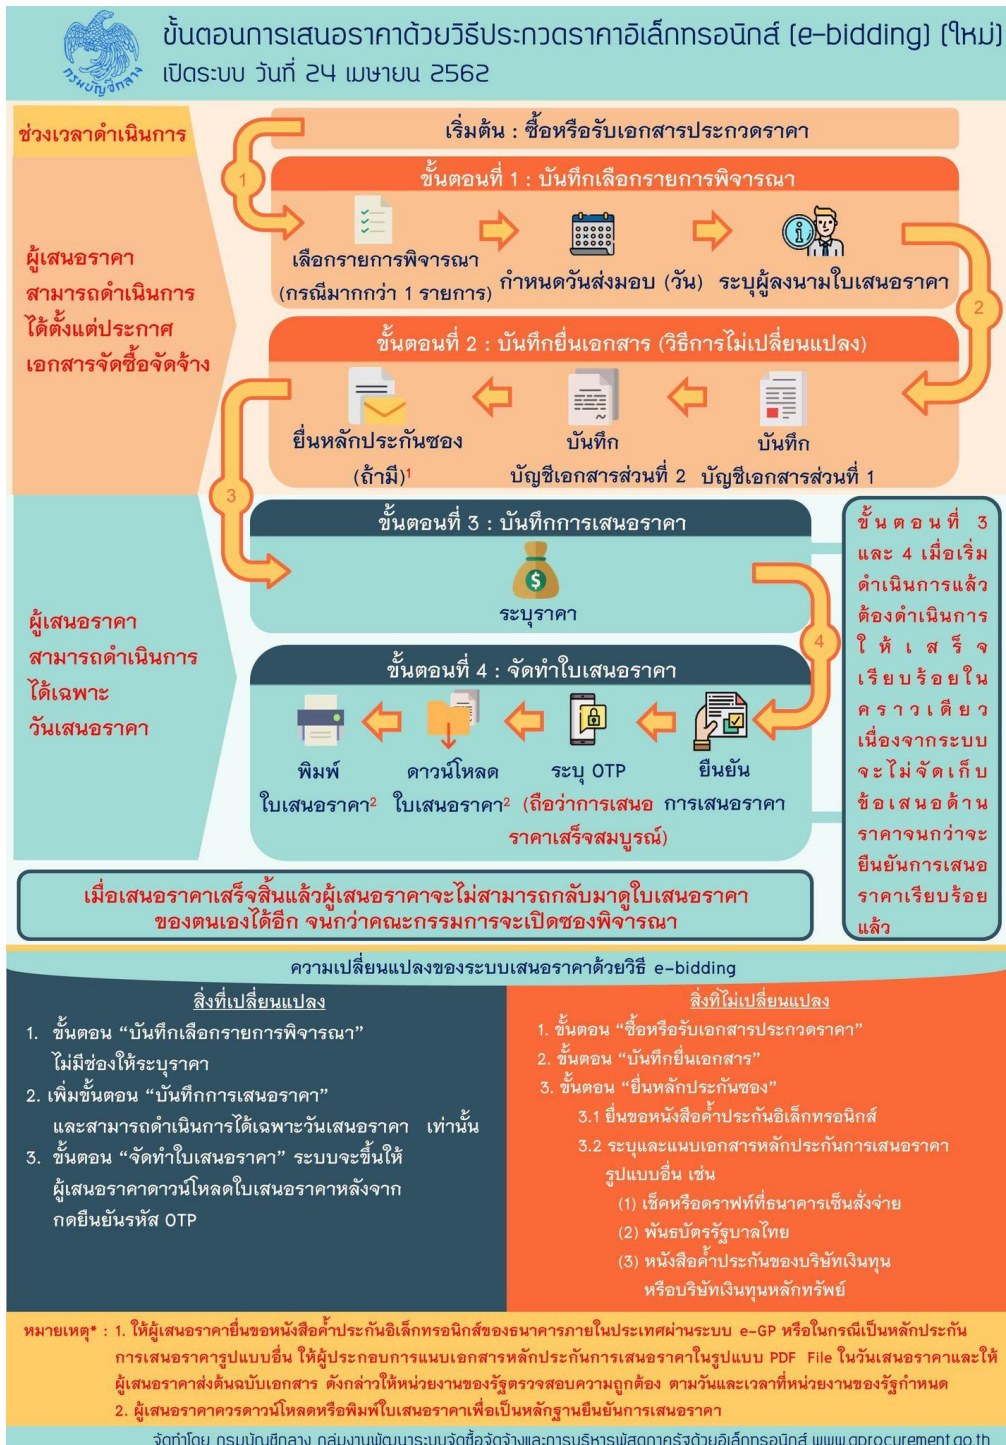 ขั้นตอนการเสนอราคาด้วยวิธีประกวดราคาอิเล็กทรอนิกส์ (e-bidding) (ใหม่)
เปิดระบบ วันที่ 24 เมษายน 2562
กรมบัญชีกลาง
ช่วงเวลาดำเนินการ
เริ่มต้น : ซื้อหรือรับเอกสารประกวดราคา
1
ขั้นตอนที่ 1 : บันทึกเลือกรายการพิจารณา
เลือกรายการพิจารณา
(กรณีมากกว่า 1 รายการ)
กำหนดวันส่งมอบ (วัน)
ระบุผู้ลงนามใบเสนอราคา
ผู้เสนอราคา
สามารถดำเนินการ
ได้ตั้งแต่ประกาศ
เอกสารจัดซื้อจัดจ้าง
2
ขั้นตอนที่ 2 : บันทึกยื่นเอกสาร (วิธีการไม่เปลี่ยนแปลง)
ยื่นหลักประกันซอง
(ถ้ามี)1
บันทึก
บัญชีเอกสารส่วนที่ 2
บันทึก
บัญชีเอกสารส่วนที่ 1
3
ขั้นตอนที่ 3 : บันทึกการเสนอราคา
$
ระบุราคา
ผู้เสนอราคา
สามารถดำเนินการ
ได้เฉพาะ
วันเสนอราคา
4
ขั้นตอนที่ 4 : จัดทำใบเสนอราคา
พิมพ์
ใบเสนอราคา2
ดาวน์โหลด
ใบเสนอราคา2
ระบุ OTP
(ถือว่าการเสนอ
ราคาเสร็จสมบูรณ์)
ยืนยัน
การเสนอราคา
ขั้นตอนที่ 3
และ 4 เมื่อเริ่ม
ดำเนินการแล้ว
ต้องดำเนินการ
ให้เสร็จ
เรียบร้อยใน
คราวเดียว
เนื่องจากระบบ
จะไม่จัดเก็บ
ข้อเสนอด้าน
ราคาจนกว่าจะ
ยืนยันการเสนอ
ราคาเรียบร้อย
แล้ว
เมื่อเสนอราคาเสร็จสิ้นแล้วผู้เสนอราคาจะไม่สามารถกลับมาดูใบเสนอราคา
ของตนเองได้อีก จนกว่าคณะกรรมการจะเปิดซองพิจารณา
ความเปลี่ยนแปลงของระบบเสนอราคาด้วยวิธี e-bidding
สิ่งที่เปลี่ยนแปลง
1. ขั้นตอน “บันทึกเลือกรายการพิจารณา”
ไม่มีช่องให้ระบุราคา
2. เพิ่มขั้นตอน “บันทึกการเสนอราคา”
และสามารถดำเนินการได้เฉพาะวันเสนอราคา เท่านั้น
3. ขั้นตอน “จัดทำใบเสนอราคา” ระบบจะขึ้นให้
ผู้เสนอราคาดาวน์โหลดใบเสนอราคาหลังจาก
กดยืนยันรหัส OTP
สิ่งที่ไม่เปลี่ยนแปลง
1. ขั้นตอน “ซื้อหรือรับเอกสารประกวดราคา”
2. ขั้นตอน “บันทึกยื่นเอกสาร”
3. ขั้นตอน “ยื่นหลักประกันซอง”
3.1 ยื่นขอหนังสือค้ำประกันอิเล็กทรอนิกส์
3.2 ระบุและแนบเอกสารหลักประกันการเสนอราคา
รูปแบบอื่น เช่น
(1) เช็คหรือดราฟท์ที่ธนาคารเซ็นสั่งจ่าย
(2) พันธบัตรรัฐบาลไทย
(3) หนังสือค้ำประกันของบริษัทเงินทุน
หรือบริษัทเงินทุนหลักทรัพย์
หมายเหตุ* : 1. ให้ผู้เสนอราคายื่นขอหนังสือค้ำประกันอิเล็กทรอนิกส์ของธนาคารภายในประเทศผ่านระบบ e-GP หรือในกรณีเป็นหลักประกัน
การเสนอราคารูปแบบอื่น ให้ผู้ประกอบการแนบเอกสารหลักประกันการเสนอราคาในรูปแบบ PDF File ในวันเสนอราคาและให้
ผู้เสนอราคาส่งต้นฉบับเอกสาร ดังกล่าวให้หน่วยงานของรัฐตรวจสอบความถูกต้อง ตามวันและเวลาที่หน่วยงานของรัฐกำหนด
2. ผู้เสนอราคาควรดาวน์โหลดหรือพิมพ์ใบเสนอราคาเพื่อเป็นหลักฐานยืนยันการเสนอราคา
จัดทำโดย กรมบัญชีกลาง กลุ่มงานพัฒนาระบบจัดซื้อจัดจ้างและการบริหารพัสดุภาครัฐด้วยอิเล็กทรอนิกส์ www.gprocurement.go.th